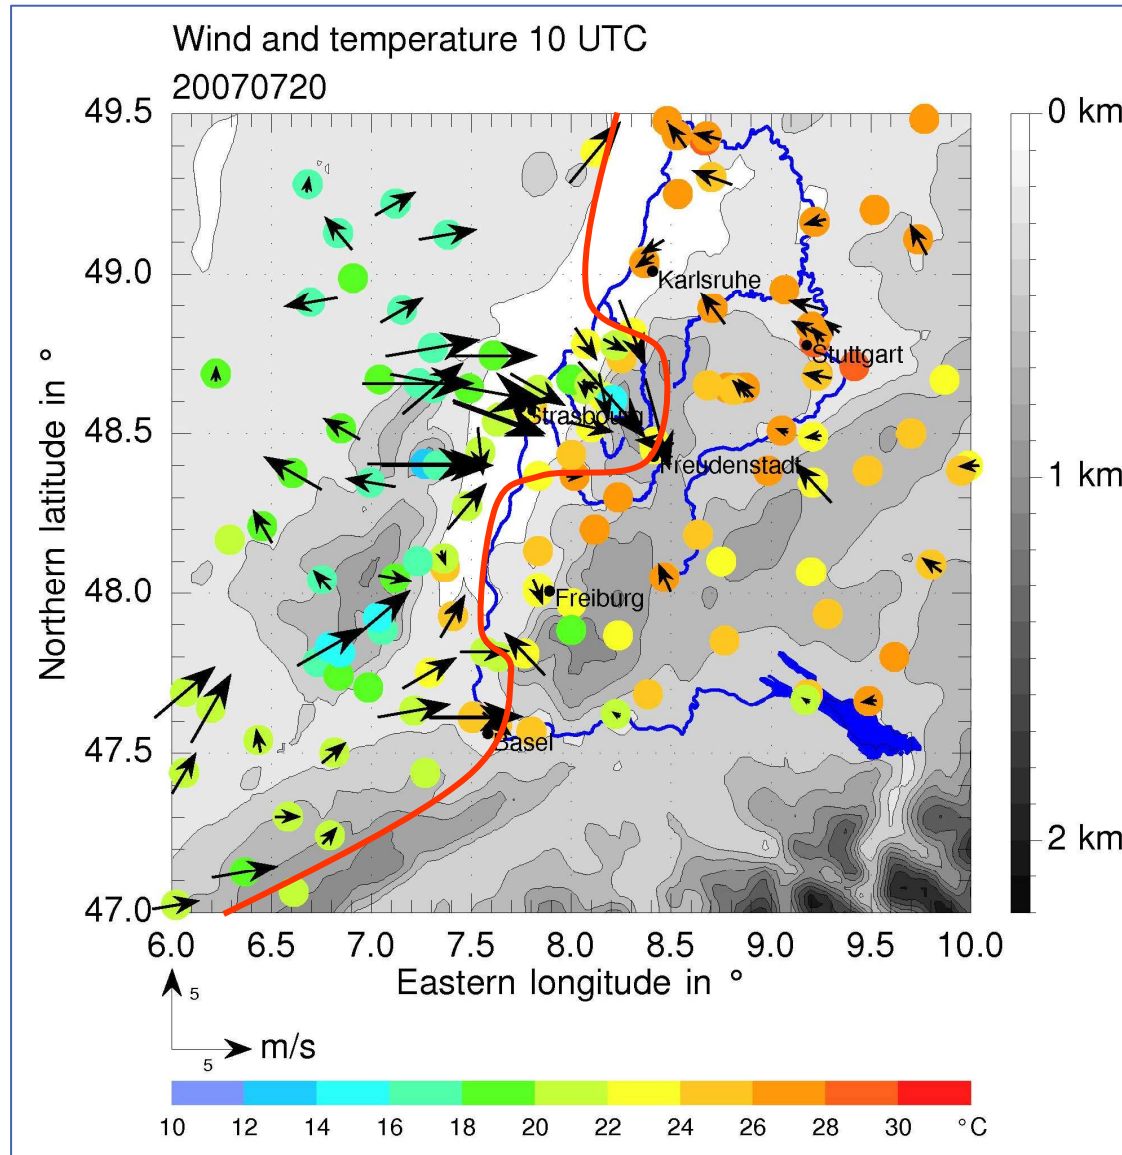 Wind and temperature 10 UTC
20070720
49.5
49.0
48.5
48.0
47.5
47.0
Northern latitude in °
0 km
1 km
2 km
Karlsruhe
Stuttgart
Strasbourg
Freudenstadt
Freiburg
Basel
6.0 6.5 7.0 7.5 8.0 8.5 9.0 9.5 10.0
Eastern longitude in °
5
5
m/s
10 12 14 16 18 20 22 24 26 28 30 °C